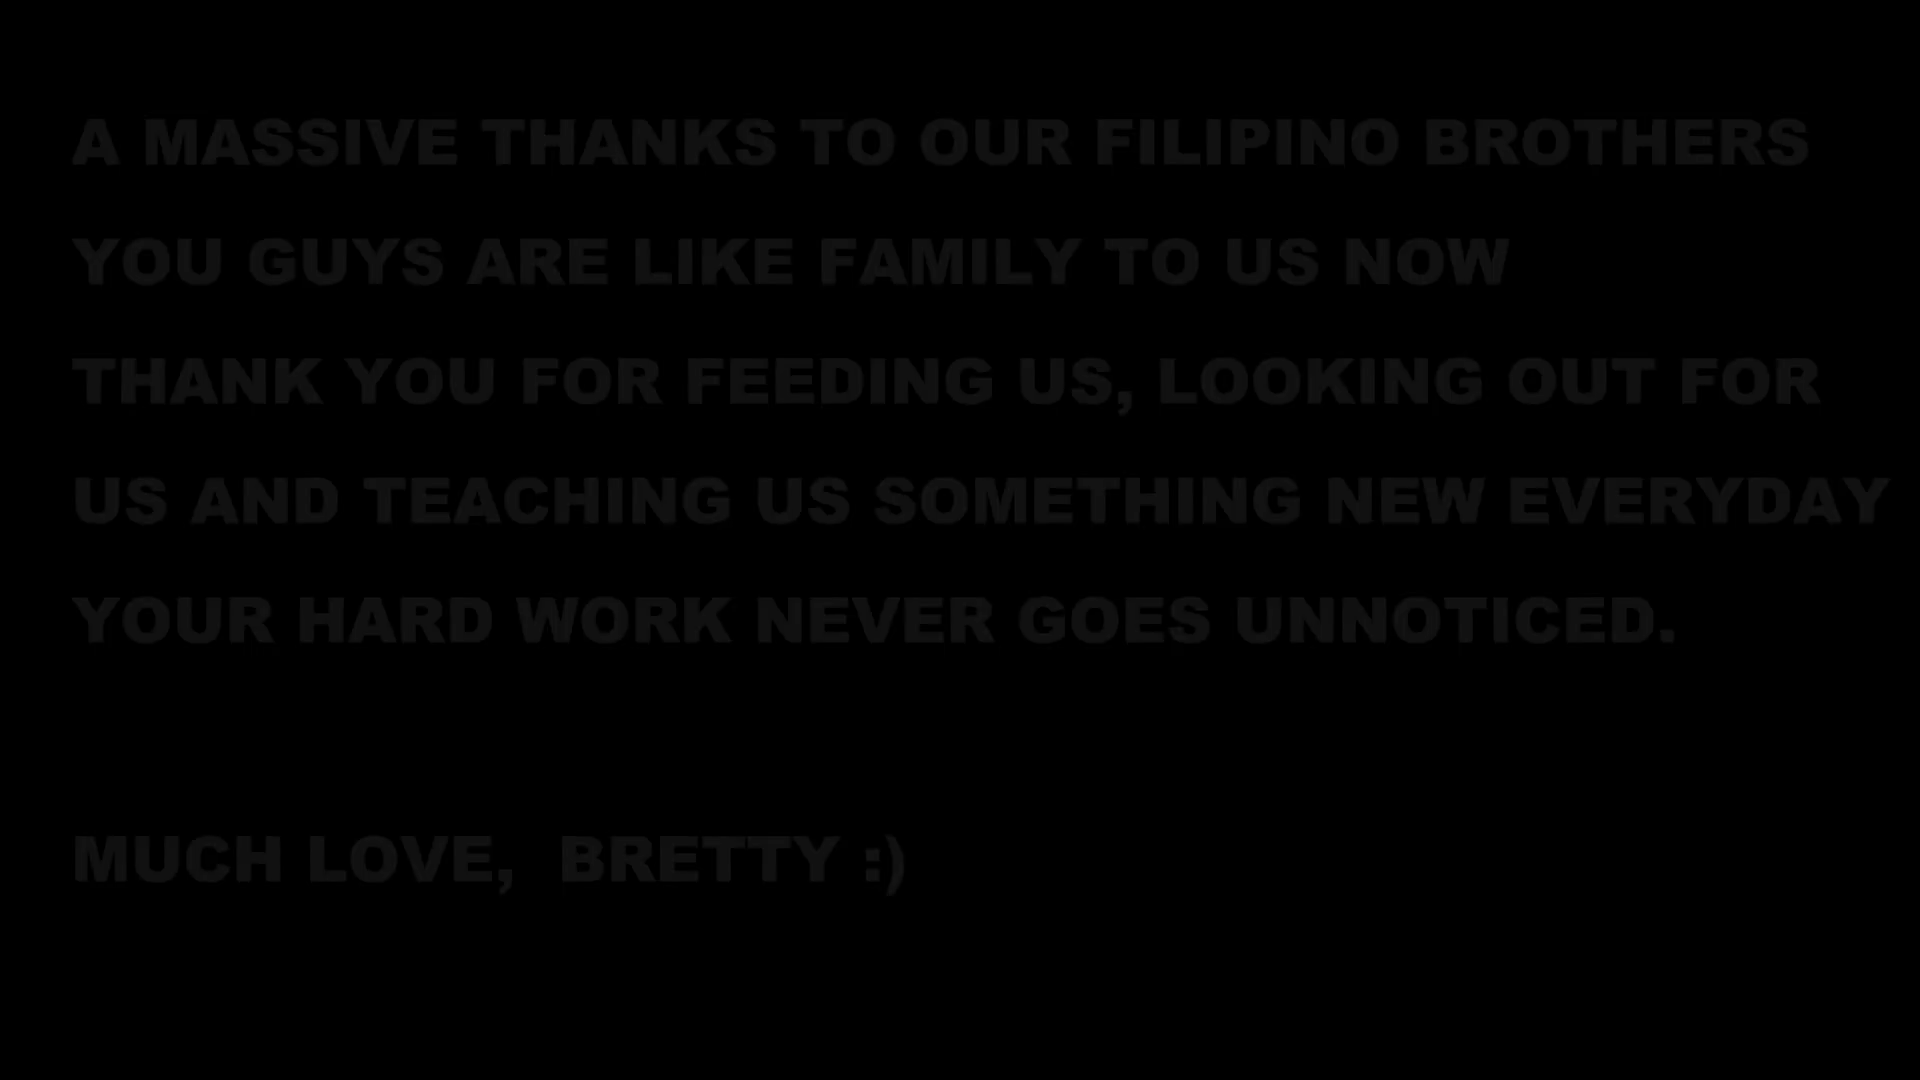 A MASSIVE THANKS TO OUR FILIPINO BROTHERS
YOU GUYS ARE LIKE FAMILY TO US NOW
THANK YOU FOR FEEDING US, LOOKING OUT FOR
US AND TEACHING US SOMETHING NEW EVERYDAY
YOUR HARD WORK NEVER GOES UNNOTICED.
MUCH LOVE,  BRETTY :)